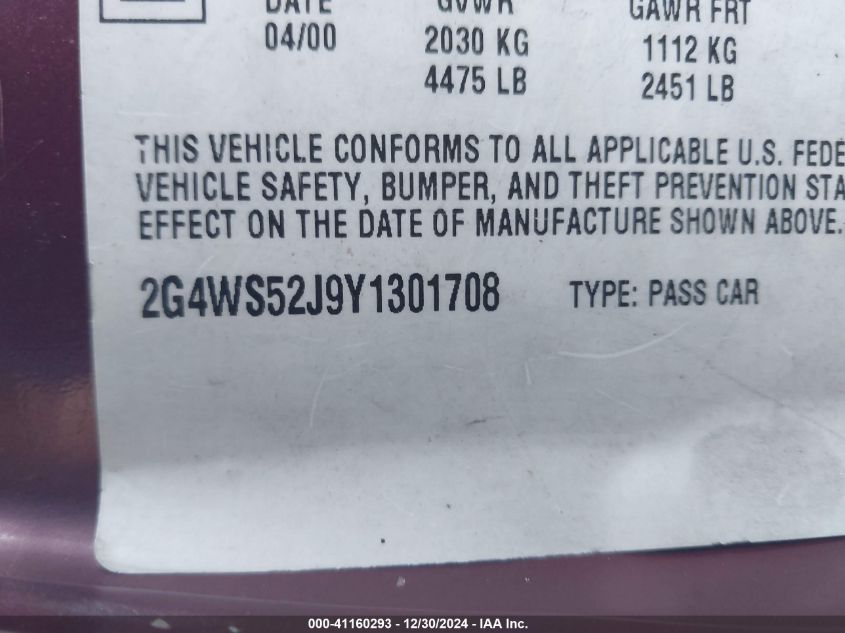 DATE GVWR GAWR FRT
04/00 2030 KG 1112 KG
4475 LB 2451 LB
THIS VEHICLE CONFORMS TO ALL APPLICABLE U.S. FEDE
VEHICLE SAFETY, BUMPER, AND THEFT PREVENTION STA
EFFECT ON THE DATE OF MANUFACTURE SHOWN ABOVE.
2G4WS52J9Y1301708 TYPE: PASS CAR
000-41160293 - 12/30/2024 - IAA Inc.